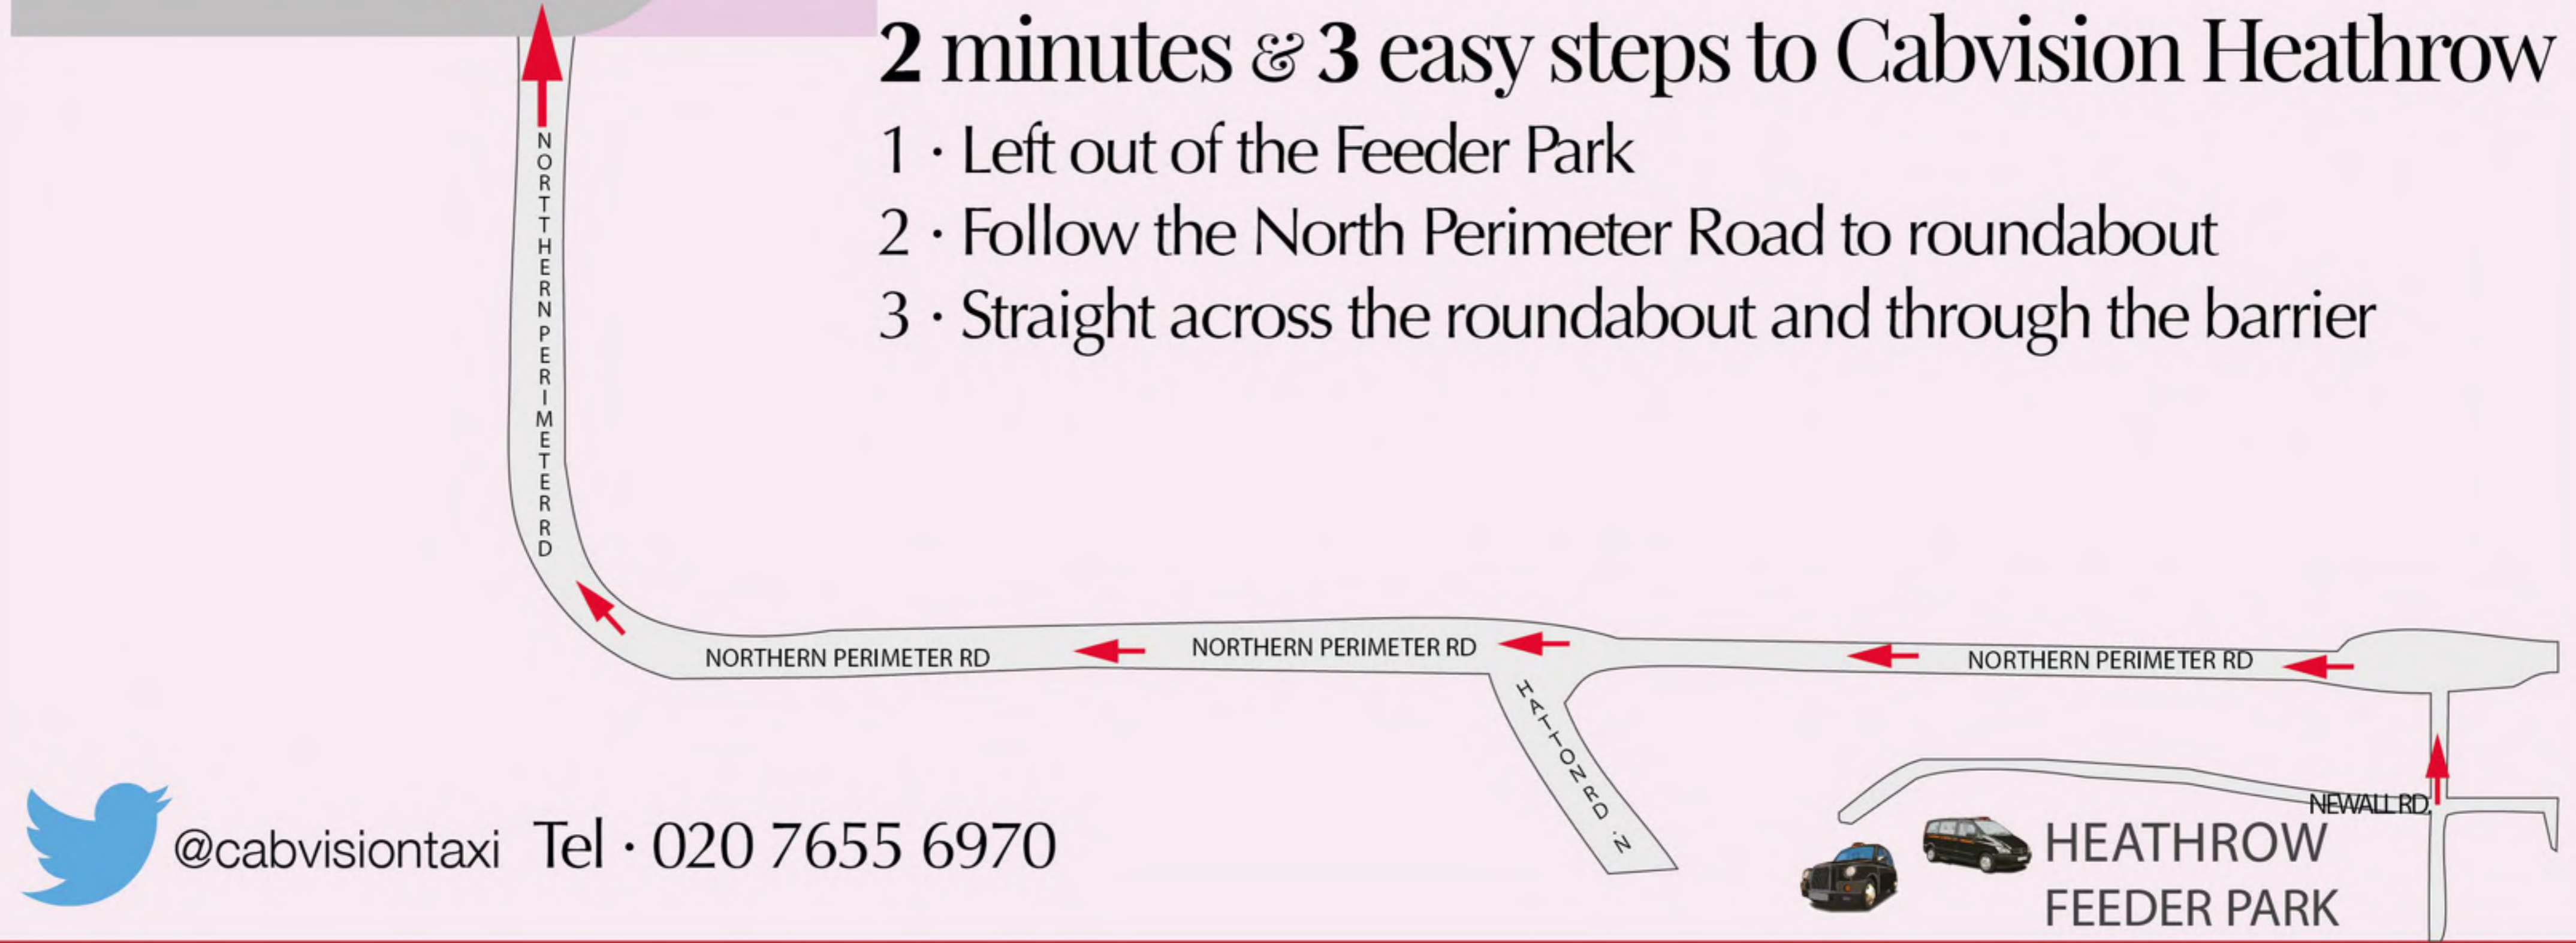 2 minutes & 3 easy steps to Cabvision Heathrow
1 · Left out of the Feeder Park
2 · Follow the North Perimeter Road to roundabout
3 · Straight across the roundabout and through the barrier
NORTTHERN PERIMETER RD
NORTHERN PERIMETER RD
NORTHERN PERIMETER RD
NORTHERN PERIMETER RD
HATTON RD .N
NEWALL RD
HEATHROW
FEEDER PARK
@cabvisiontaxi Tel · 020 7655 6970